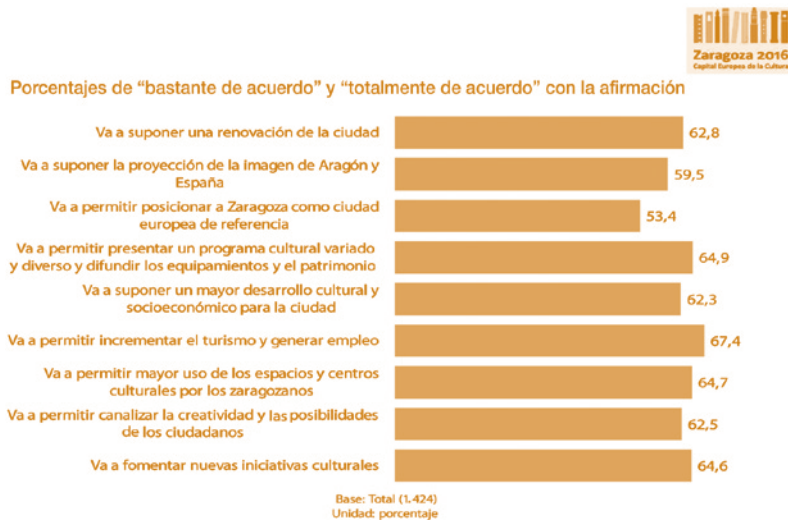 Zaragoza 2016
Capital Europea de la Cultura
Porcentajes de “bastante de acuerdo” y “totalmente de acuerdo” con la afirmación
Va a suponer una renovación de la ciudad
62,8
Va a suponer la proyección de la imagen de Aragón y
España
59,5
Va a permitir posicionar a Zaragoza como ciudad
europea de referencia
53,4
Va a permitir presentar un programa cultural variado
y diverso y difundir los equipamientos y el patrimonio
64,9
Va a suponer un mayor desarrollo cultural y
socioeconómico para la ciudad
62,3
Va a permitir incrementar el turismo y generar empleo
67,4
Va a permitir mayor uso de los espacios y centros
culturales por los zaragozanos
64,7
Va a permitir canalizar la creatividad y las posibilidades
de los ciudadanos
62,5
Va a fomentar nuevas iniciativas culturales
64,6
Base: Total (1.424)
Unidad: porcentaje